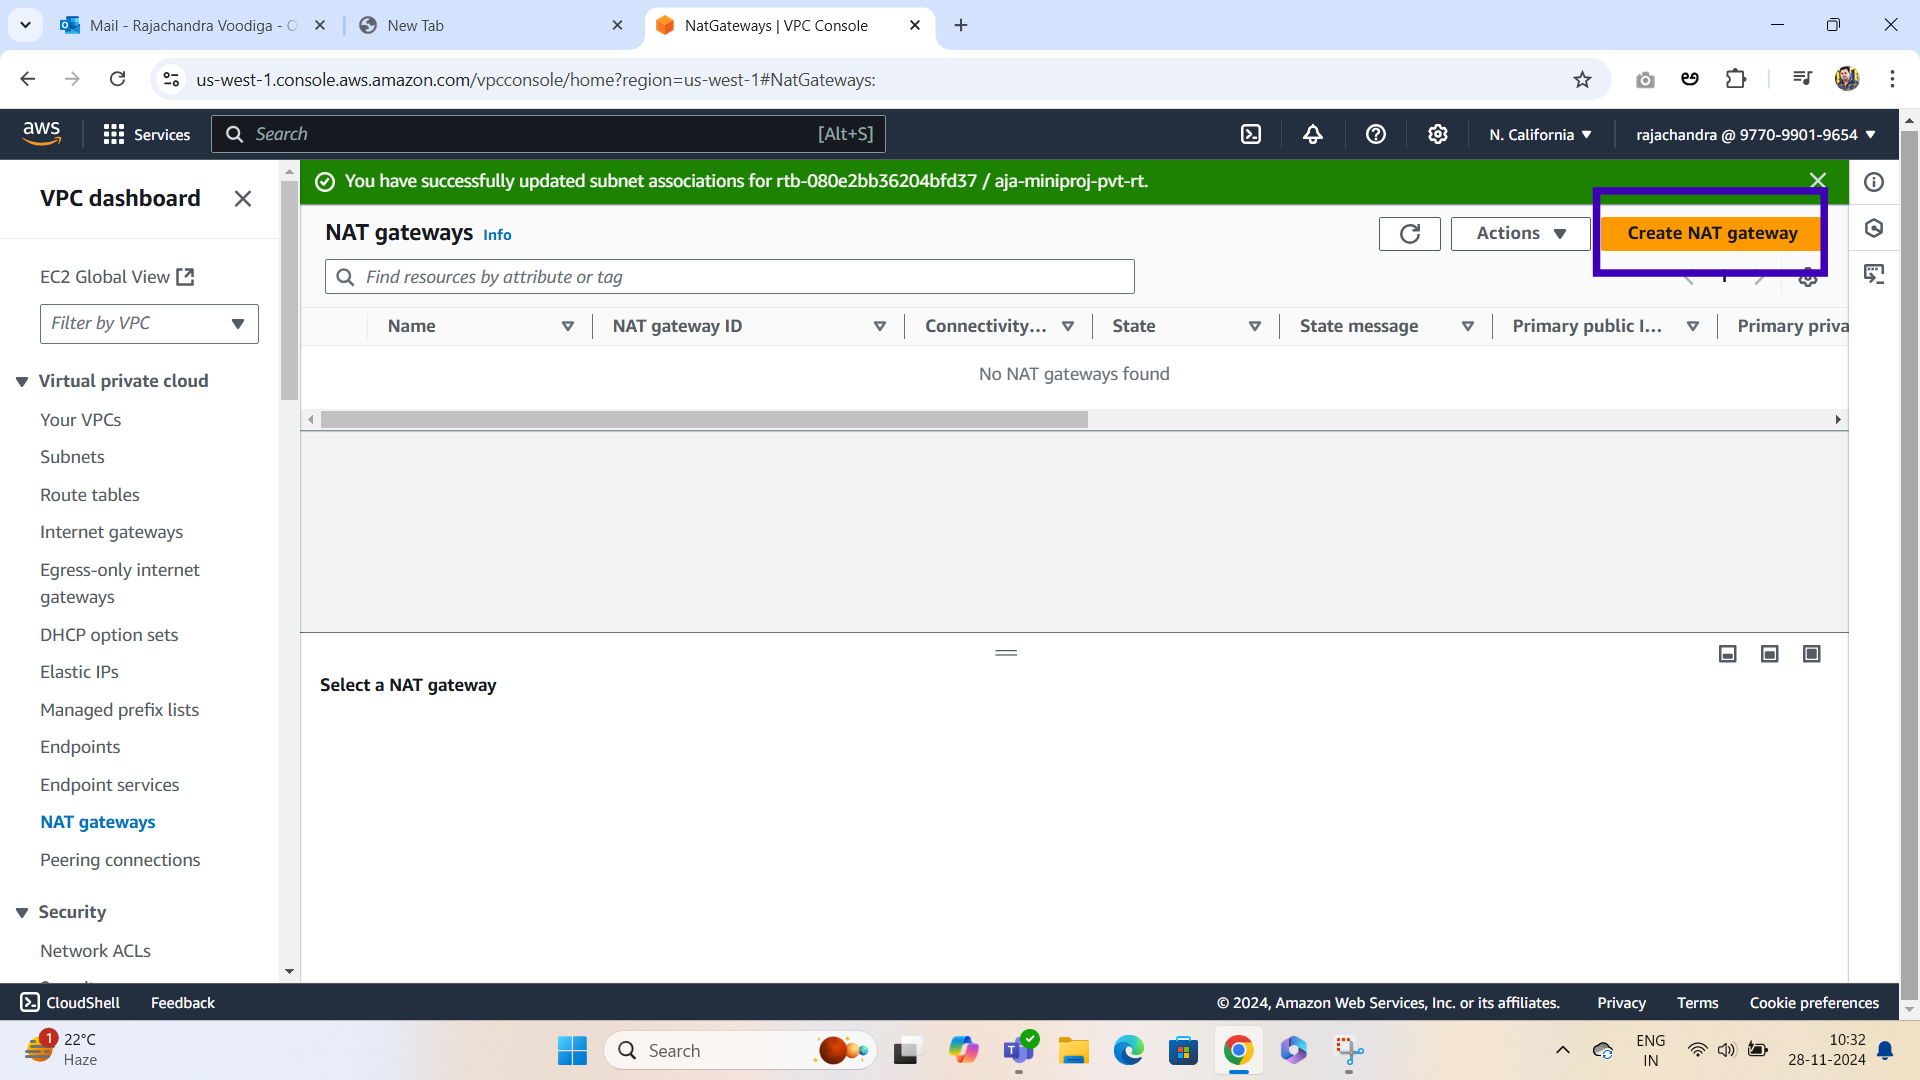 Mail - Rajachandra Voodiga - O
New Tab
NatGateways | VPC Console
us-west-1.console.aws.amazon.com/vpcconsole/home?region=us-west-1#NatGateways:
aws
Services
Search
[Alt+S]
N. California
rajachandra @ 9770-9901-9654
VPC dashboard
EC2 Global View
Filter by VPC
Virtual private cloud
Your VPCs
Subnets
Route tables
Internet gateways
Egress-only internet
gateways
DHCP option sets
Elastic IPs
Managed prefix lists
Endpoints
Endpoint services
NAT gateways
Peering connections
Security
Network ACLs
You have successfully updated subnet associations for rtb-080e2bb36204bfd37 / aja-miniproj-pvt-rt.
NAT gateways Info
Actions
Create NAT gateway
Find resources by attribute or tag
Name
NAT gateway ID
Connectivity...
State
State message
Primary public I...
Primary priva
No NAT gateways found
Select a NAT gateway
CloudShell
Feedback
© 2024, Amazon Web Services, Inc. or its affiliates.
Privacy
Terms
Cookie preferences
1
22°C
Haze
Search
ENG
IN
10:32
28-11-2024